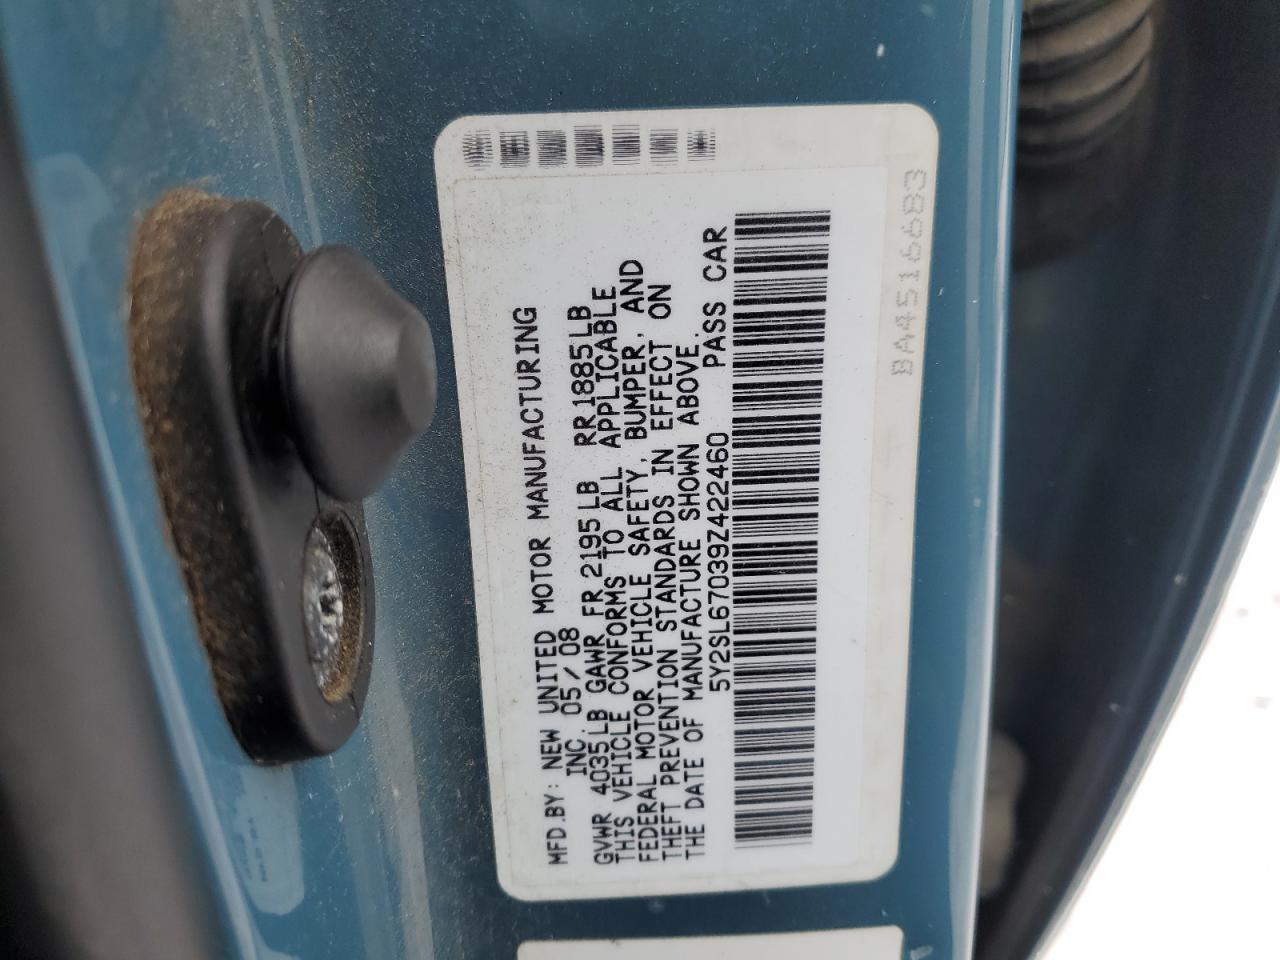 MFD.BY: NEW UNITED MOTOR MANUFACTURING
INC. 05/08
GVWR 4035LB GAWR FR 2195LB RR 1885LB
THIS VEHICLE CONFORMS TO ALL APPLICABLE
FEDERAL MOTOR VEHICLE SAFETY, BUMPER, AND
THEFT PREVENTION STANDARDS IN EFFECT ON
THE DATE OF MANUFACTURE SHOWN ABOVE.
5Y2SL67039Z422460 PASS CAR
BA4516683